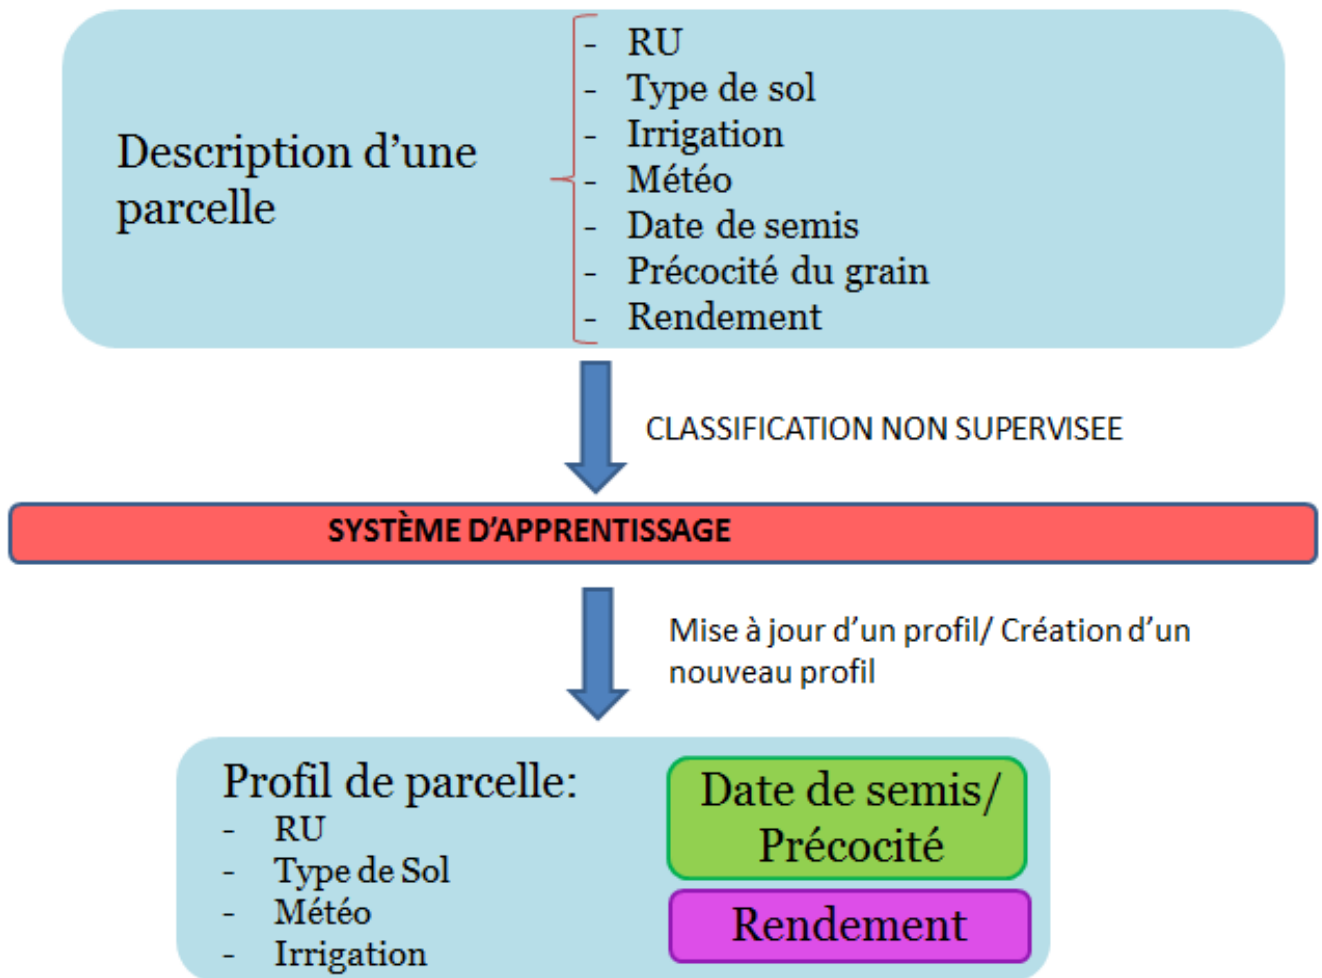 Description d'une
parcelle
- RU
- Type de sol
- Irrigation
- Météo
- Date de semis
- Précocité du grain
- Rendement
CLASSIFICATION NON SUPERVISEE
SYSTÈME D'APPRENTISSAGE
Mise à jour d'un profil/ Création d'un
nouveau profil
Profil de parcelle:
- RU
- Type de Sol
- Météo
- Irrigation
Date de semis/
Précocité
Rendement